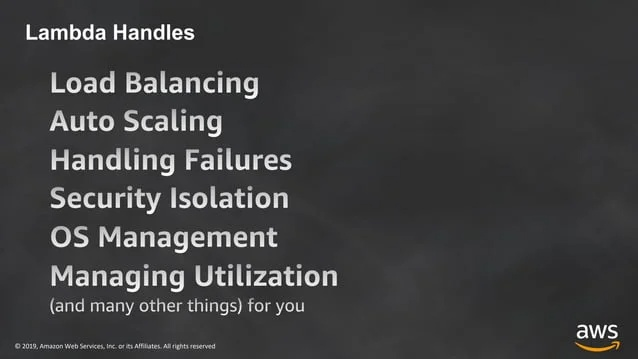 Lambda Handles
Load Balancing
Auto Scaling
Handling Failures
Security Isolation
OS Management
Managing Utilization
(and many other things) for you
© 2019, Amazon Web Services, Inc. or its Affiliates. All rights reserved
aws